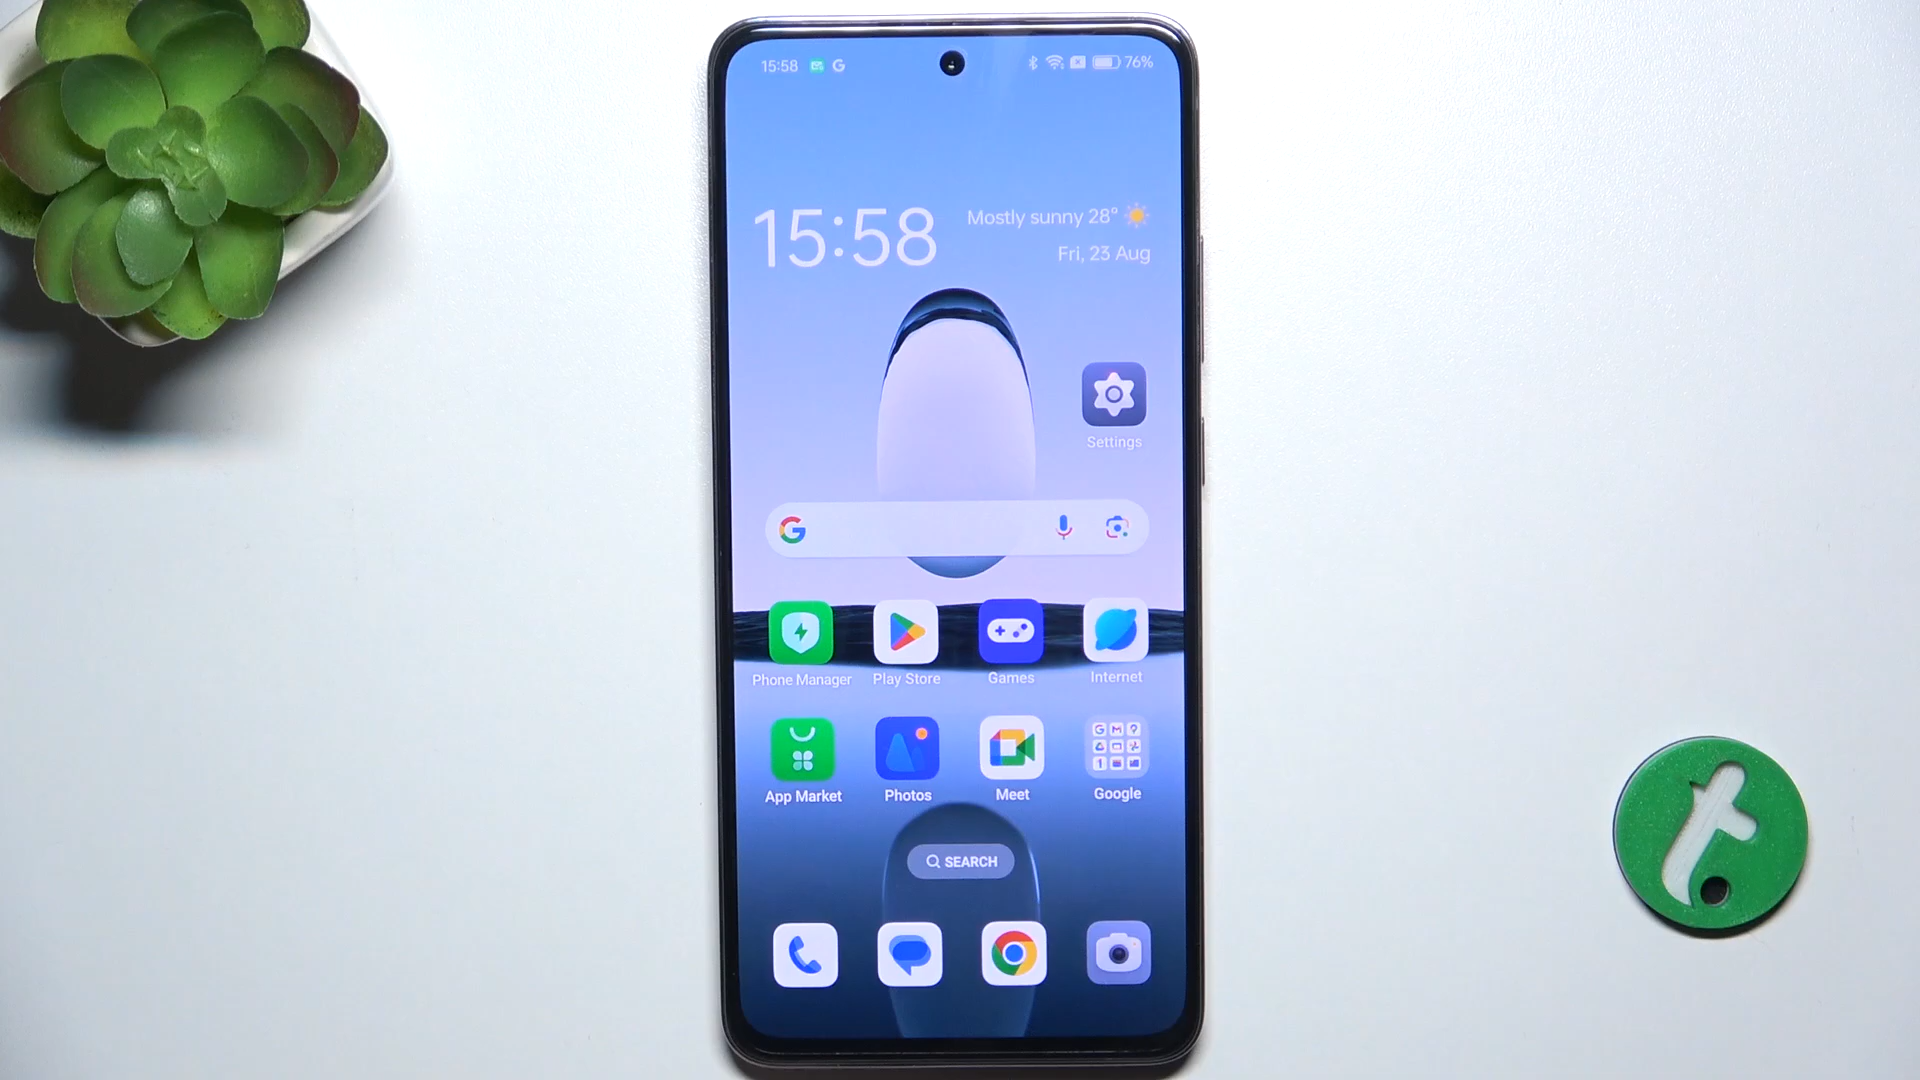 15:58 76%
15:58
Mostly sunny 28°
Fri, 23 Aug
Settings
Phone Manager Play Store Games Internet
App Market Photos Meet Google
SEARCH